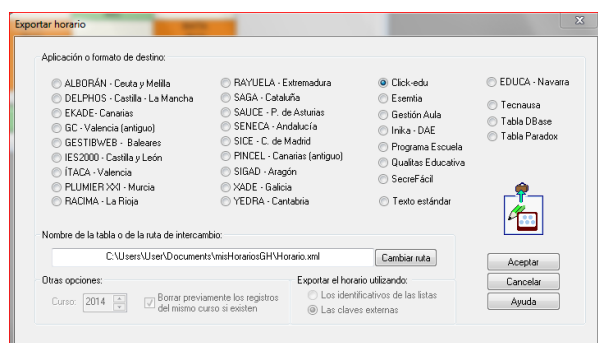 Exportar horario
Aplicación o formato de destino:
ALBORÁN - Ceuta y Melilla
DELPHOS - Castilla - La Mancha
EKADE- Canarias
GC - Valencia (antiguo)
GESTIBWEB - Baleares
IES2000 - Castilla y León
ÍTACA - Valencia
PLUMIER XXI - Murcia
RACIMA - La Rioja
RAYUELA - Extremadura
SAGA - Cataluña
SAUCE - P. de Asturias
SENECA - Andalucía
SICE - C. de Madrid
PINCEL - Canarias (antiguo)
SIGAD - Aragón
XADE - Galicia
YEDRA - Cantabria
Click-edu
Esemtia
Gestión Aula
Inika - DAE
Programa Escuela
Qualitas Educativa
SecreFácil
Texto estándar
EDUCA - Navarra
Tecnausa
Tabla DBase
Tabla Paradox
Nombre de la tabla o de la ruta de intercambio:
C:\Users\User\Documents\misHorariosGH\Horario.xml
Cambiar ruta
Otras opciones:
Curso: 2014
Borrar previamente los registros
del mismo curso si existen
Exportar el horario utilizando:
Los identificativos de las listas
Las claves externas
Aceptar
Cancelar
Ayuda